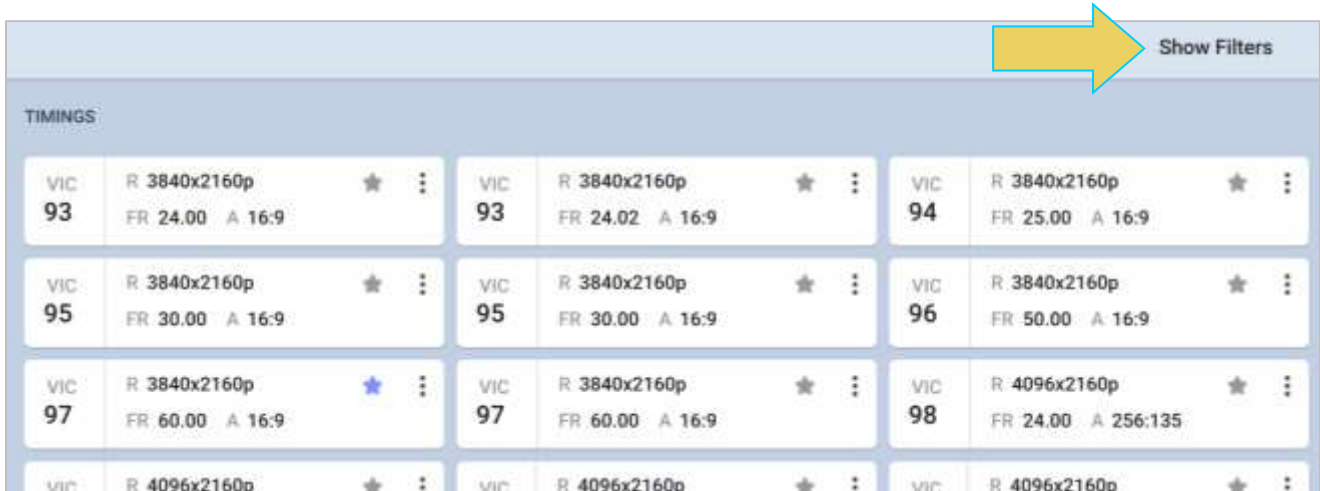 Show Filters
TIMINGS
VIC
93
R 3840x2160p
FR 24.00 A 16:9
VIC
93
R 3840x2160p
FR 24.02 A 16:9
VIC
94
R 3840x2160p
FR 25.00 A 16:9
VIC
95
R 3840x2160p
FR 30.00 A 16:9
VIC
95
R 3840x2160p
FR 30.00 A 16:9
VIC
96
R 3840x2160p
FR 50.00 A 16:9
VIC
97
R 3840x2160p
FR 60.00 A 16:9
VIC
97
R 3840x2160p
FR 60.00 A 16:9
VIC
98
R 4096x2160p
FR 24.00 A 256:135
VIC
R 4096x2160p
VIC
R 4096x2160p
VIC
R 4096x2160p